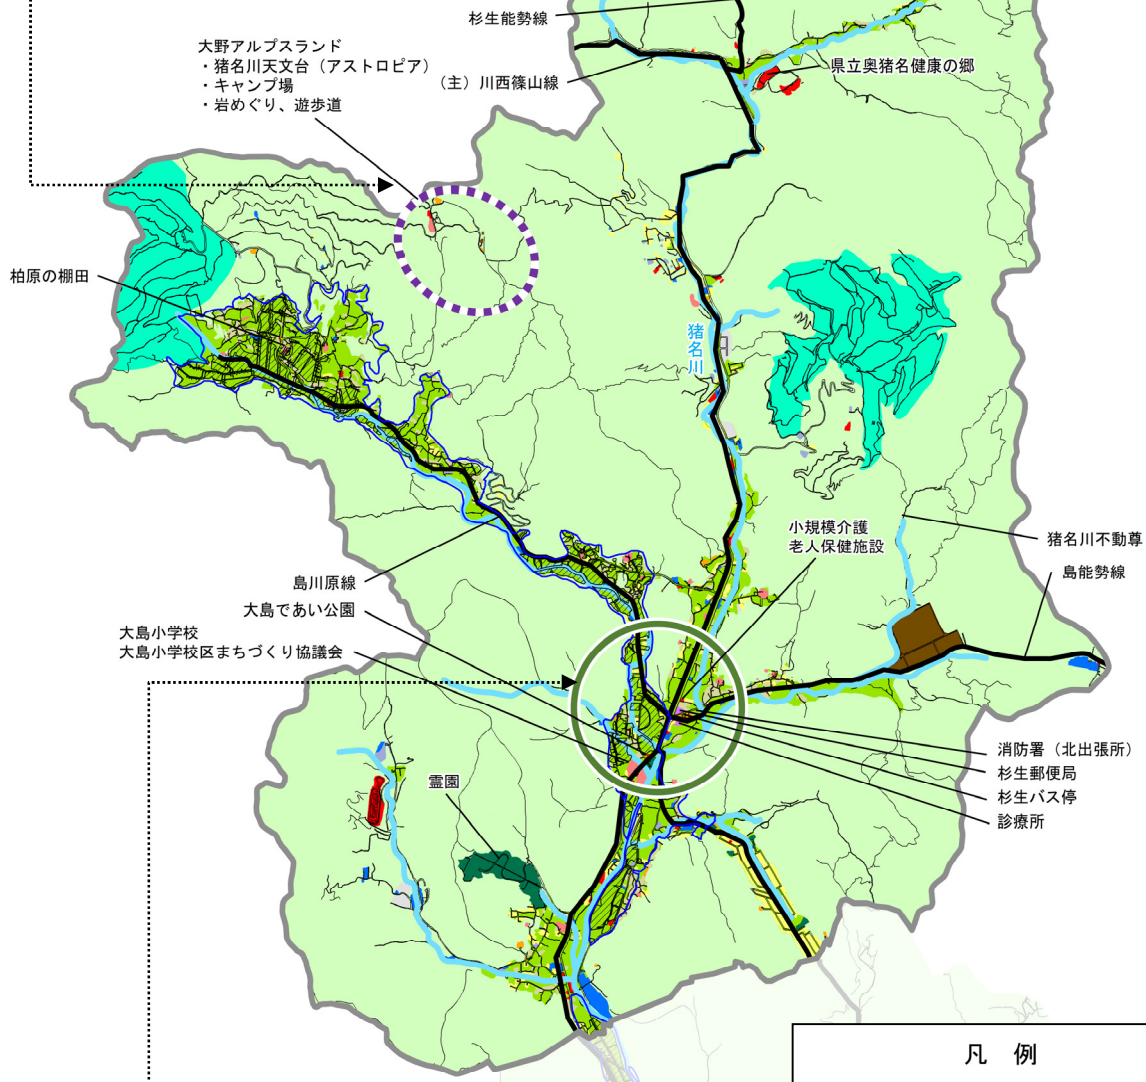 杉生能勢線
大野アルプスランド
・猪名川天文台（アストロピア）
・キャンプ場
・岩めぐり、遊歩道
（主）川西篠山線
県立奥猪名健康の郷
柏原の棚田
猪名川
小規模介護
老人保健施設
猪名川不動尊
島能勢線
島川原線
大島であい公園
大島小学校
大島小学校区まちづくり協議会
消防署（北出張所）
杉生郵便局
杉生バス停
診療所
霊園
凡 例